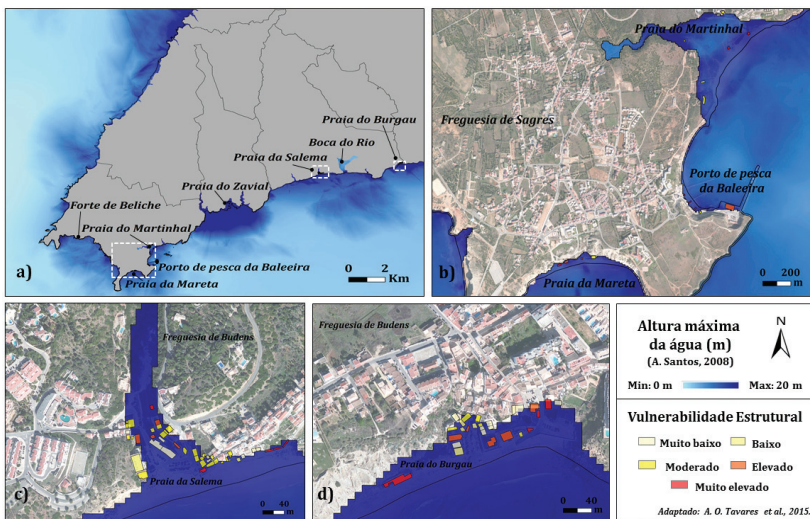 Praia do Burgau
Boca do Rio
Praia da Salema
Praia do Zavial
Forte de Beliche
Praia do Martinhal
Porto de pesca da Baleeira
Praia da Mareta
a)
0 2
Km
Praia do Martinhal
Freguesia de Sagres
Porto de pesca
da Baleeira
Praia da Mareta
b)
0 200
m
Freguesia de Budens
Praia da Salema
c)
0 40
m
Freguesia de Budens
Praia do Burgau
d)
0 40
m
Altura máxima
da água (m)
(A. Santos, 2008)
N
Min: 0 m Max: 20 m
Vulnerabilidade Estrutural
Muito baixo Baixo
Moderado Elevado
Muito elevado
Adaptado: A. O. Tavares et al., 2015.